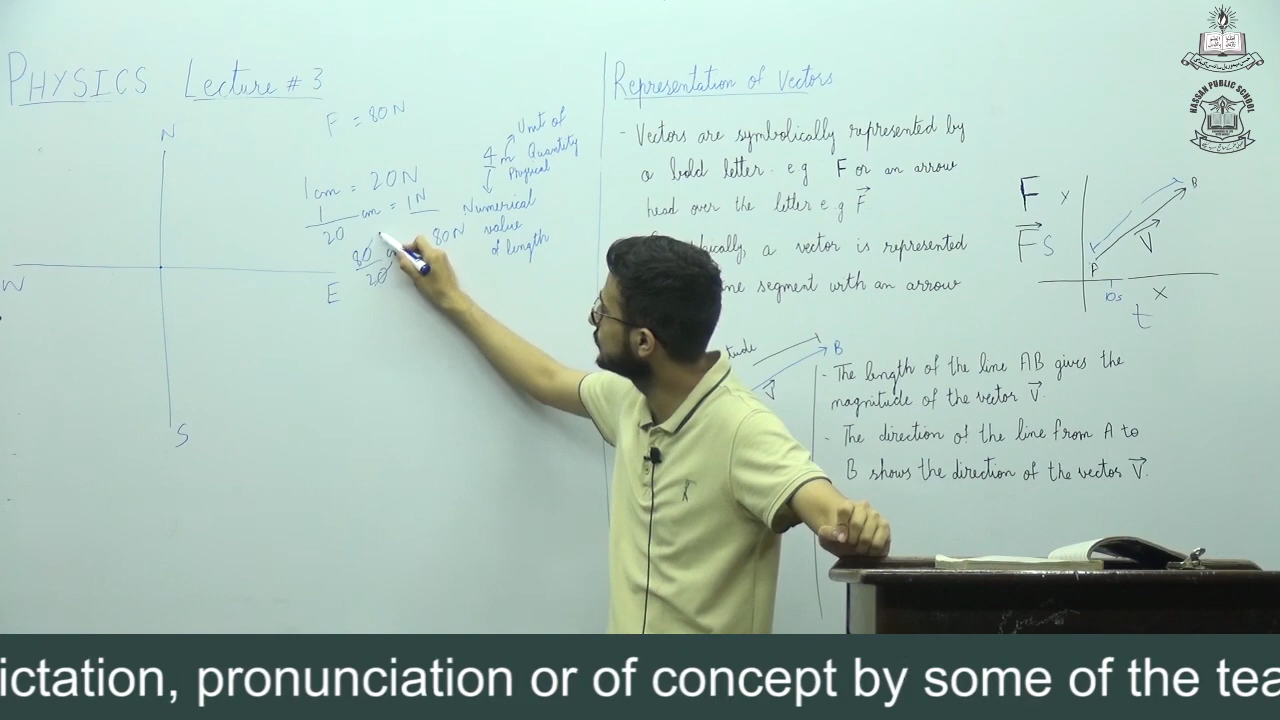 PHYSICS Lecture # 3
N
W
E
S
F = 80N
1cm = 20N
1/20 cm = 1N
80/20
80N
4 m
Unit of
Quantity
Physical
Numerical
value
of length
Representation of Vectors
- Vectors are symbolically represented by
a bold letter. e.g F or an arrow
head over the letter e.g F⃗
a vector is represented
line segment with an arrow
B
V⃗
- The length of the line AB gives the
magnitude of the vector V⃗.
- The direction of the line from A to
B shows the direction of the vector V⃗.
F
F⃗ S
x
B
V⃗
P
10s
x
t
HASSAN PUBLIC SCHOOL
ictation, pronunciation or of concept by some of the tea